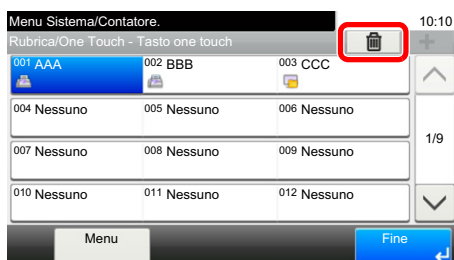 Menu Sistema/Contatore. 10:10
Rubrica/One Touch - Tasto one touch
001 AAA 002 BBB 003 CCC
004 Nessuno 005 Nessuno 006 Nessuno
1/9
007 Nessuno 008 Nessuno 009 Nessuno
010 Nessuno 011 Nessuno 012 Nessuno
Menu Fine